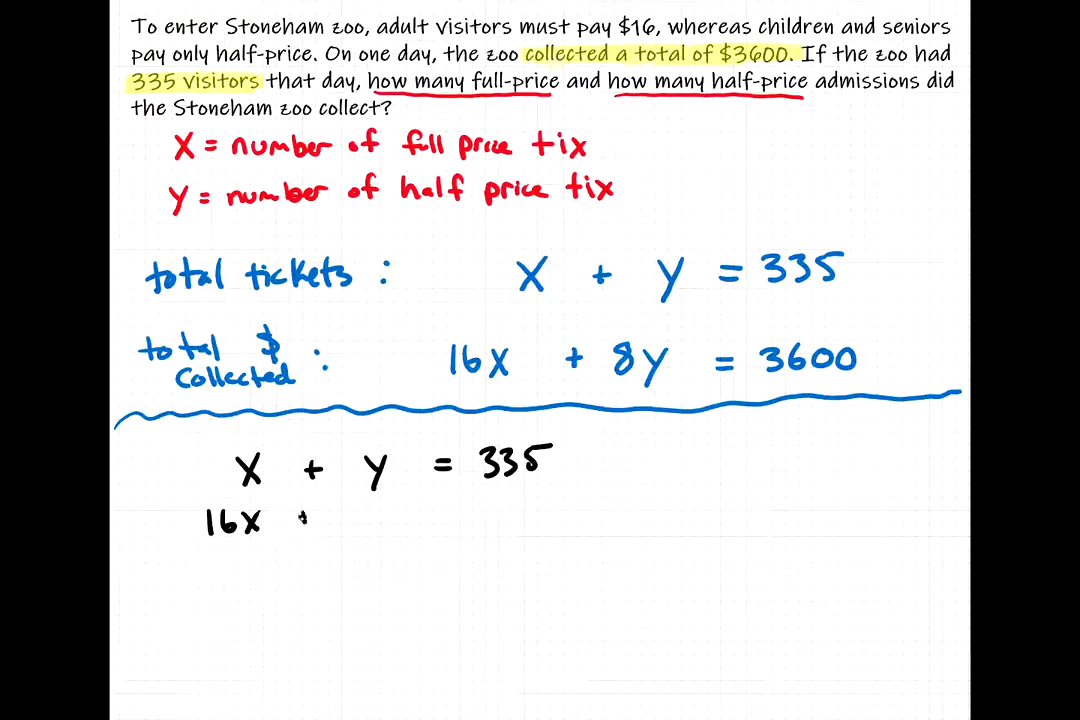 To enter Stoneham zoo, adult visitors must pay $16, whereas children and seniors
pay only half-price. On one day, the zoo collected a total of $3600. If the zoo had
335 visitors that day, how many full-price and how many half-price admissions did
the Stoneham zoo collect?
X = number of full price tix
Y = number of half price tix
total tickets : X + Y = 335
total $ collected : 16X + 8Y = 3600
X + Y = 335
16X +